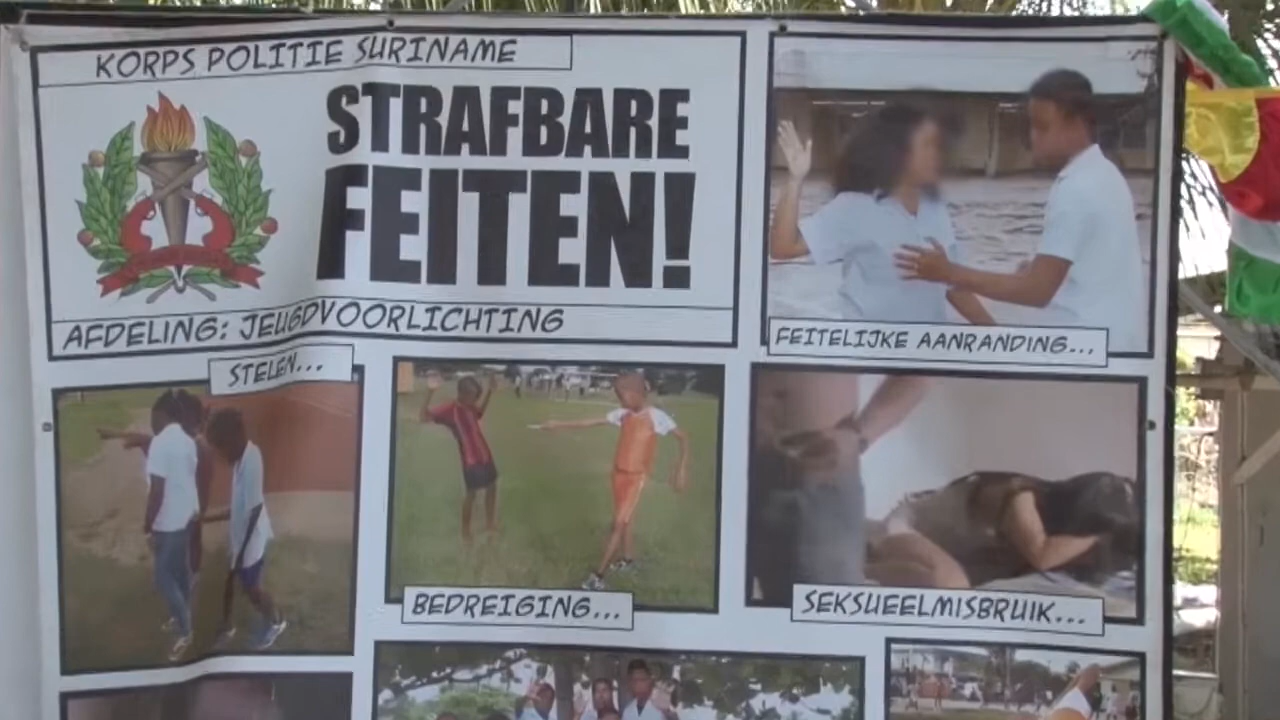 KORPS POLITIE SURINAME
STRAFBARE
FEITEN!
AFDELING: JEUGDVOORLICHTING
FEITELIJKE AANRANDING...
STELEN...
BEDREIGING...
SEKSUEELMISBRUIK...